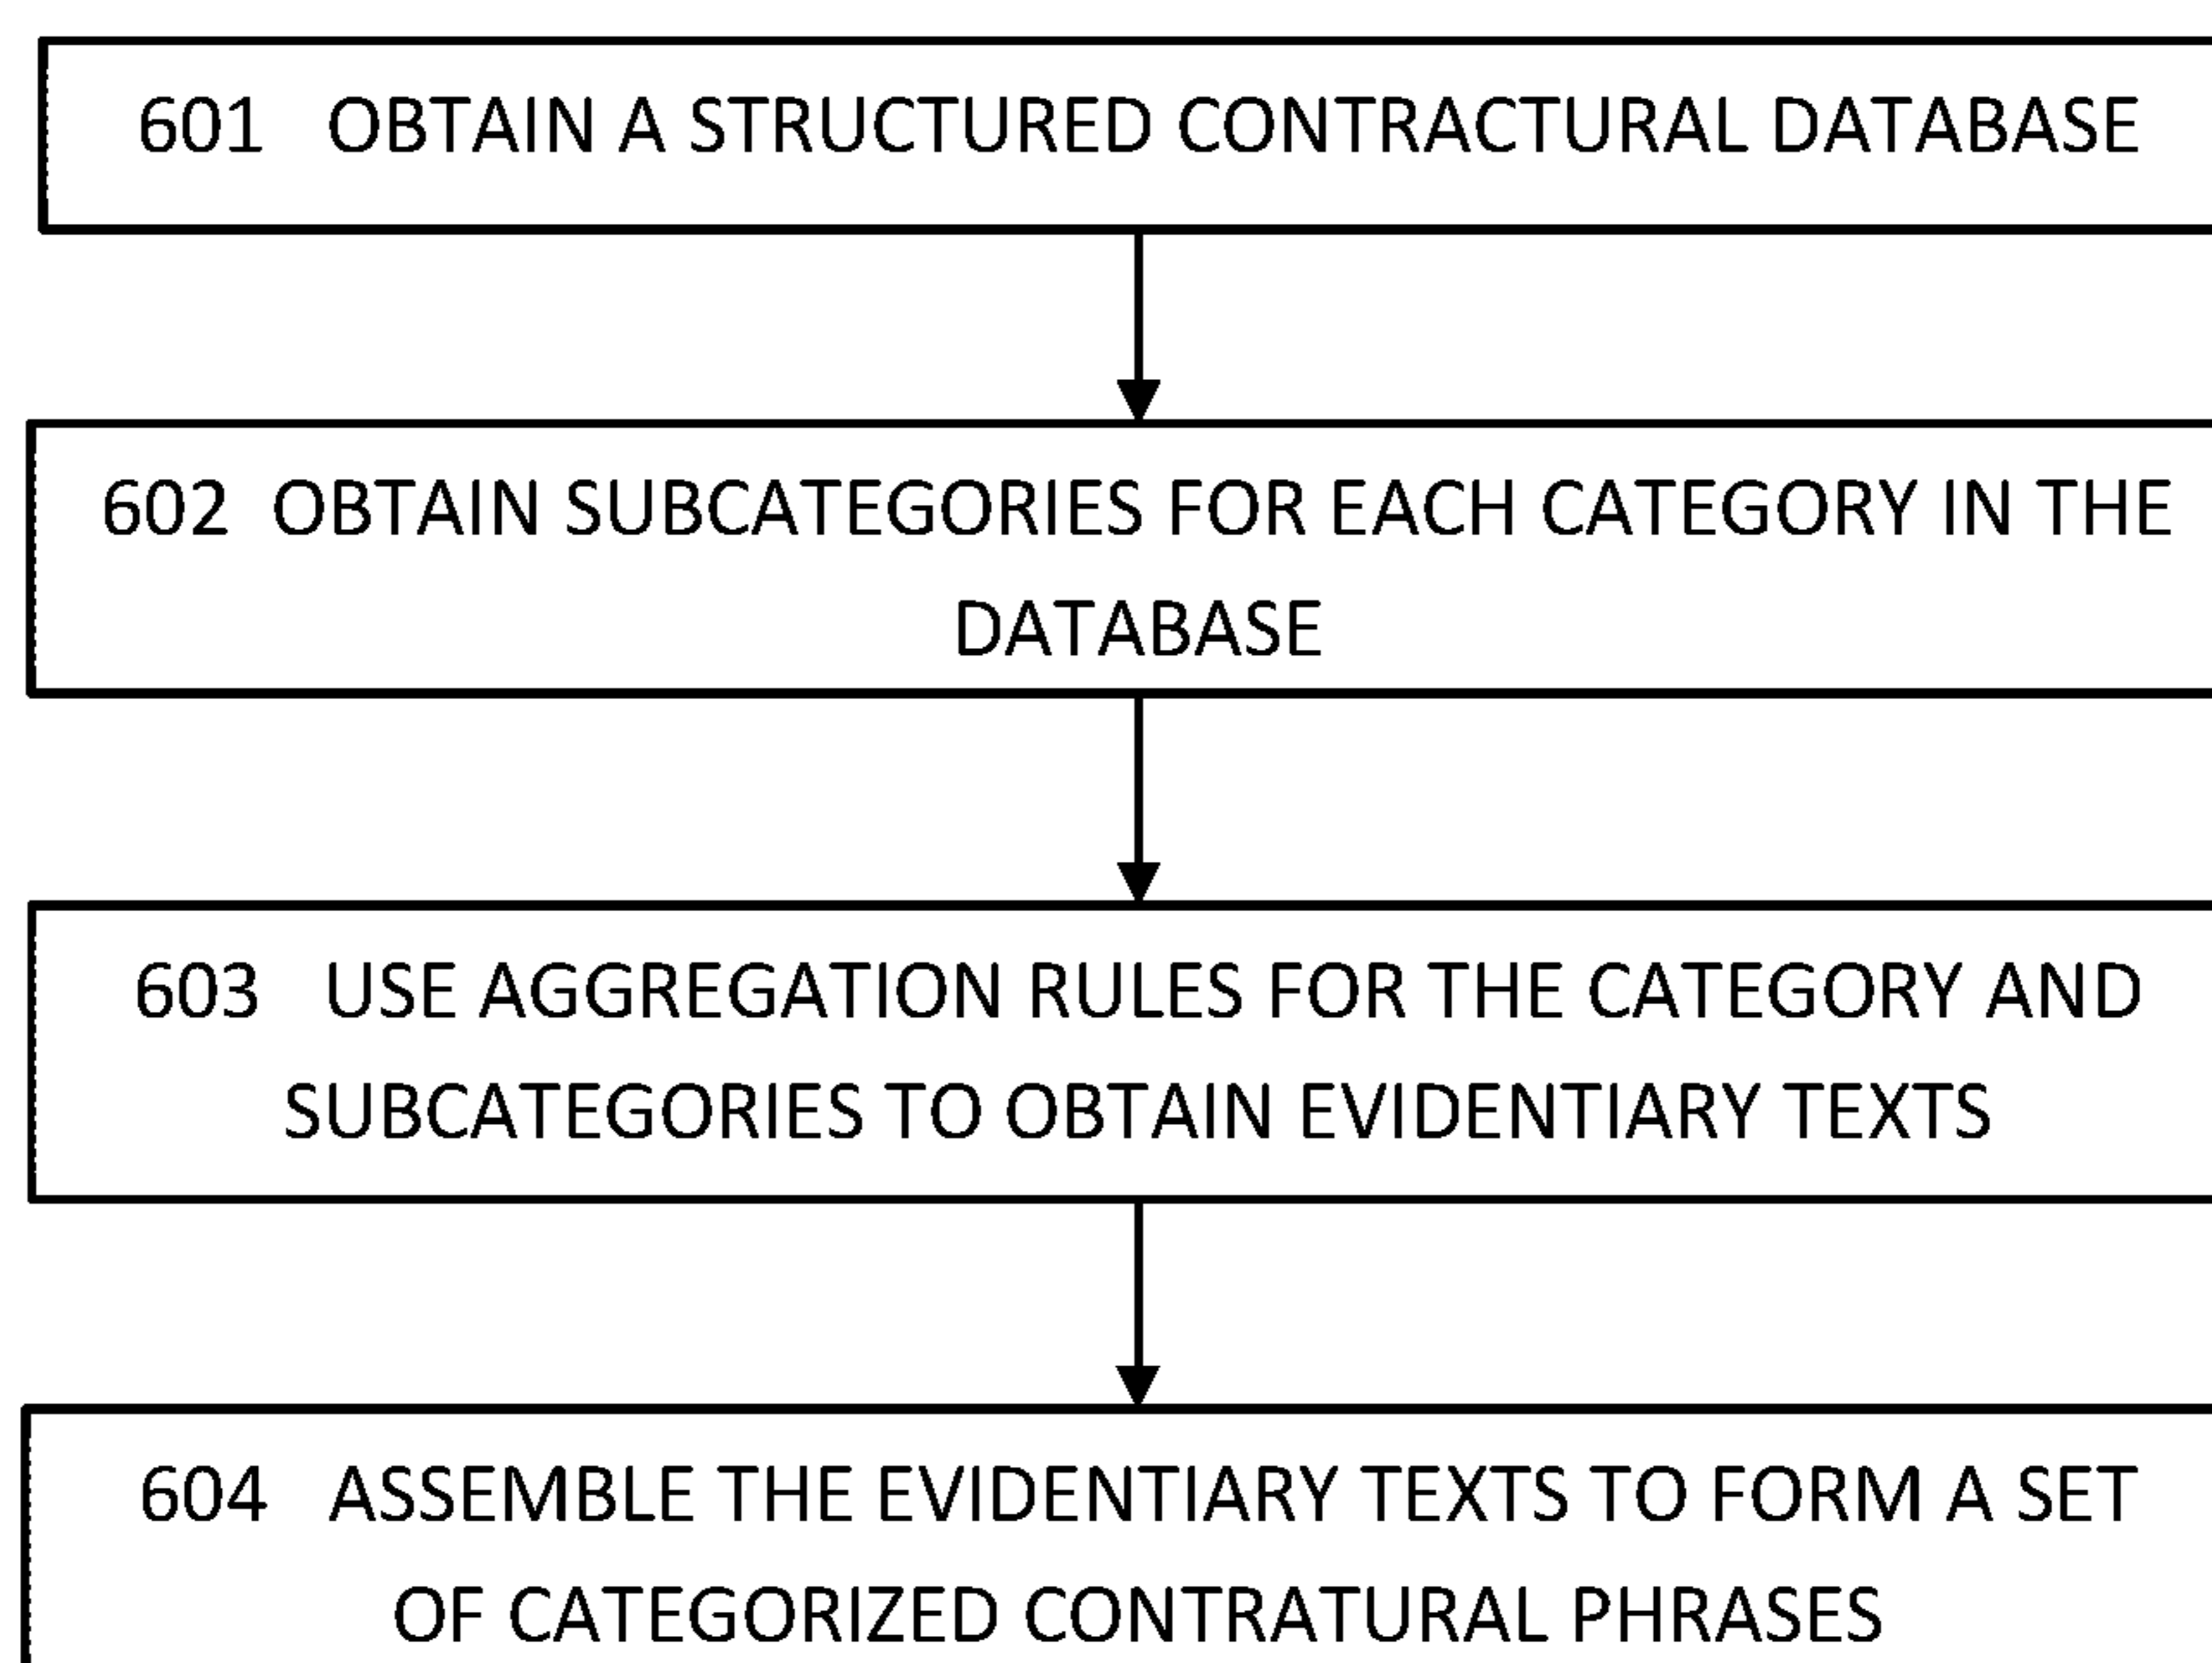 601 OBTAIN A STRUCTURED CONTRACTURAL DATABASE
602 OBTAIN SUBCATEGORIES FOR EACH CATEGORY IN THE
DATABASE
603 USE AGGREGATION RULES FOR THE CATEGORY AND
SUBCATEGORIES TO OBTAIN EVIDENTIARY TEXTS
604 ASSEMBLE THE EVIDENTIARY TEXTS TO FORM A SET
OF CATEGORIZED CONTRATURAL PHRASES